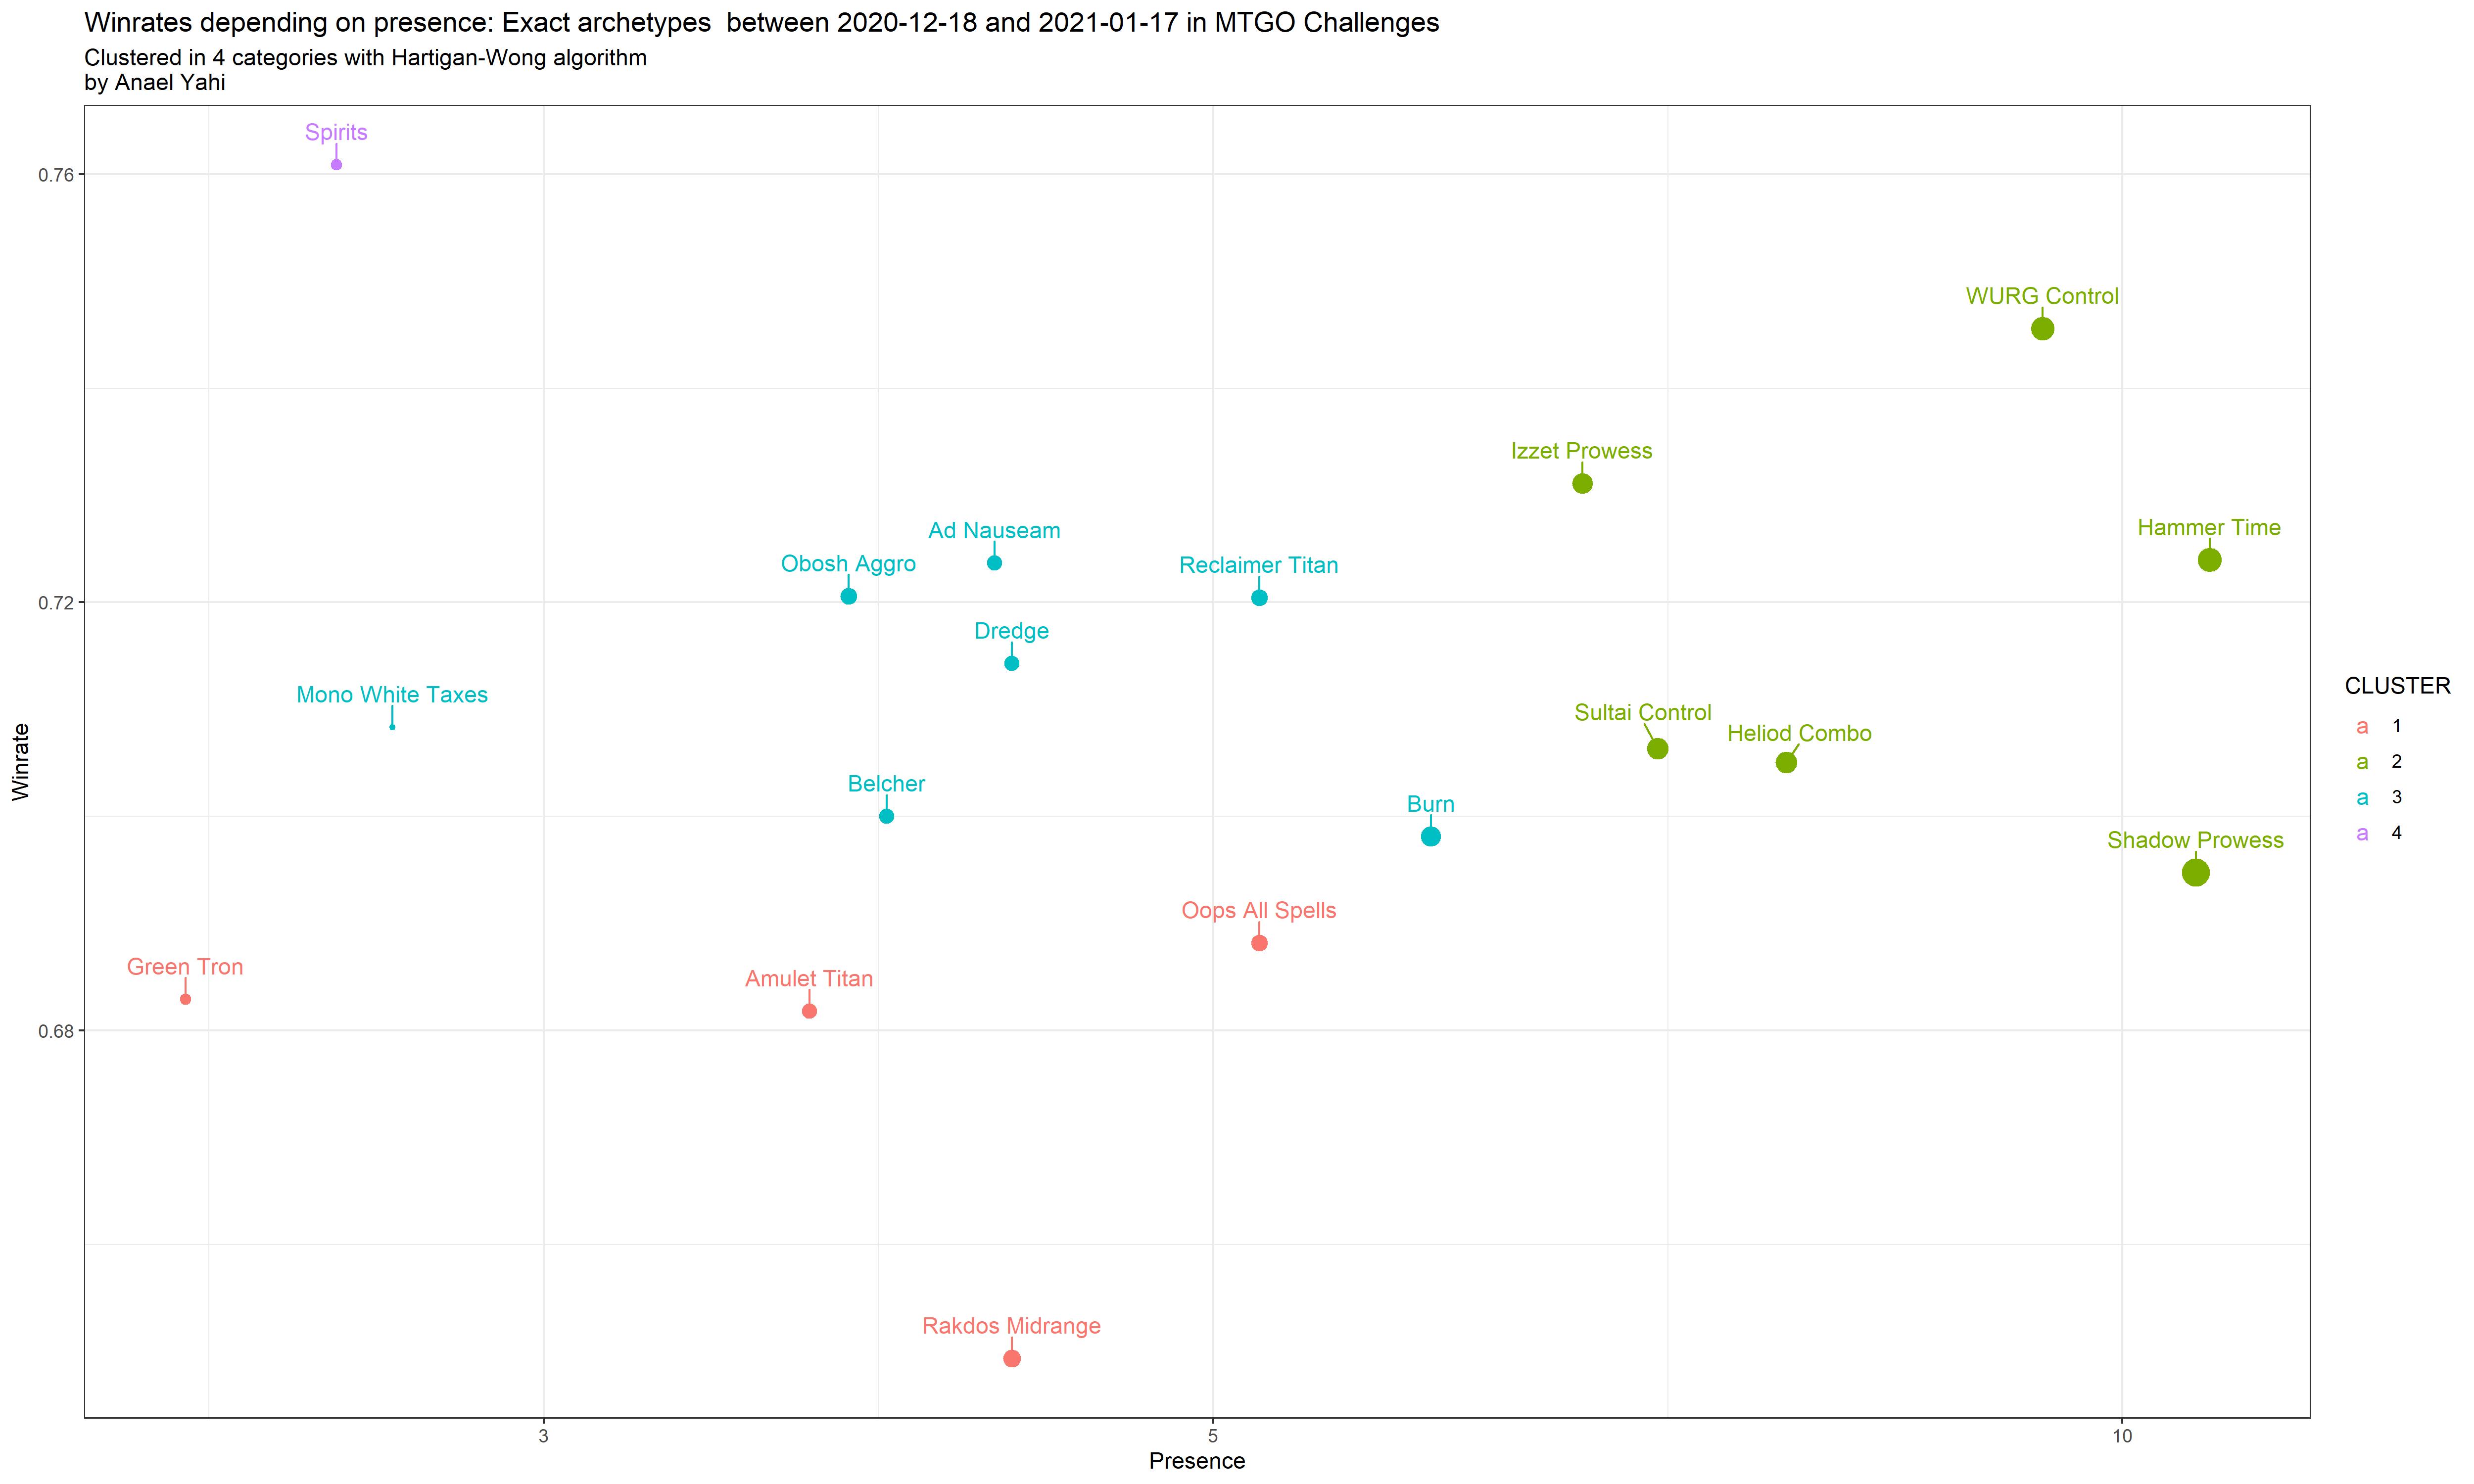 Winrates depending on presence: Exact archetypes  between 2020-12-18 and 2021-01-17 in MTGO Challenges
Clustered in 4 categories with Hartigan-Wong algorithm
by Anael Yahi
Spirits
0.76
WURG Control
Izzet Prowess
Hammer Time
Ad Nauseam
Obosh Aggro
Reclaimer Titan
0.72
Dredge
Mono White Taxes
Sultai Control
Heliod Combo
Winrate
Belcher
Burn
Shadow Prowess
Oops All Spells
Green Tron
Amulet Titan
0.68
Rakdos Midrange
3
5
10
Presence
CLUSTER
a 1
a 2
a 3
a 4